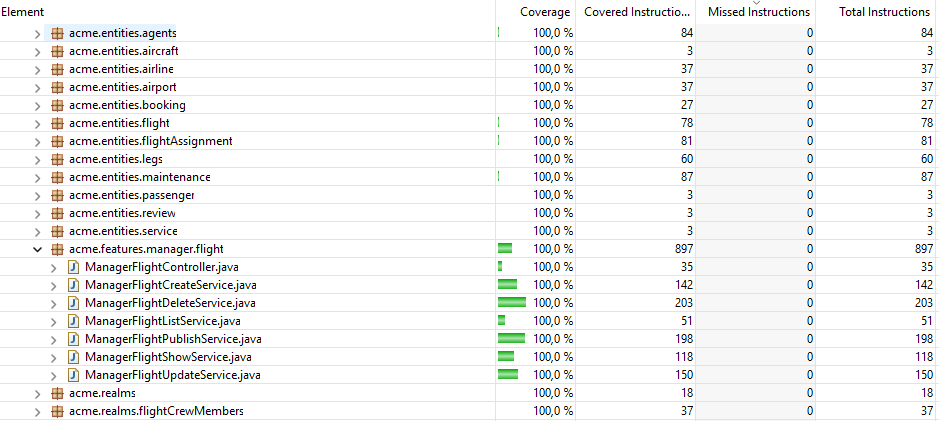 Element Coverage Covered Instructio... Missed Instructions Total Instructions
acme.entities.agents 100,0 % 84 0 84
acme.entities.aircraft 100,0 % 3 0 3
acme.entities.airline 100,0 % 37 0 37
acme.entities.airport 100,0 % 37 0 37
acme.entities.booking 100,0 % 27 0 27
acme.entities.flight 100,0 % 78 0 78
acme.entities.flightAssignment 100,0 % 81 0 81
acme.entities.legs 100,0 % 60 0 60
acme.entities.maintenance 100,0 % 87 0 87
acme.entities.passenger 100,0 % 3 0 3
acme.entities.review 100,0 % 3 0 3
acme.entities.service 100,0 % 3 0 3
acme.features.manager.flight 100,0 % 897 0 897
ManagerFlightController.java 100,0 % 35 0 35
ManagerFlightCreateService.java 100,0 % 142 0 142
ManagerFlightDeleteService.java 100,0 % 203 0 203
ManagerFlightListService.java 100,0 % 51 0 51
ManagerFlightPublishService.java 100,0 % 198 0 198
ManagerFlightShowService.java 100,0 % 118 0 118
ManagerFlightUpdateService.java 100,0 % 150 0 150
acme.realms 100,0 % 18 0 18
acme.realms.flightCrewMembers 100,0 % 37 0 37